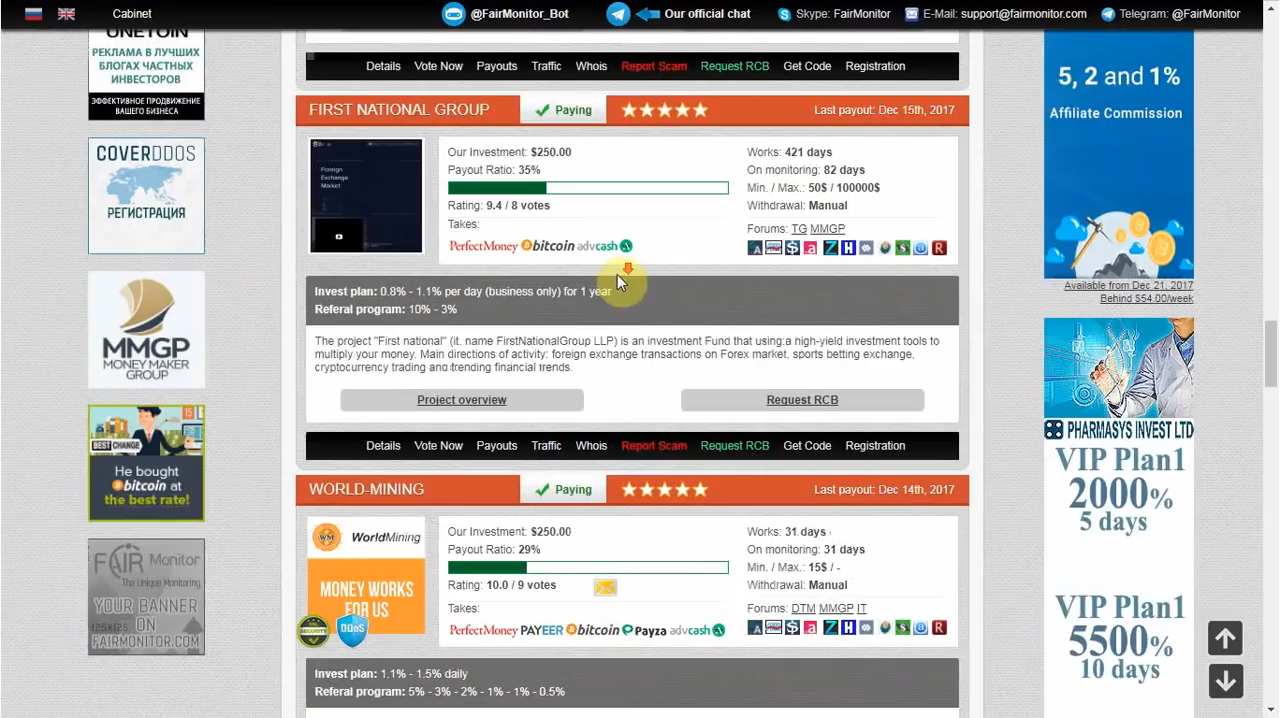 Cabinet
@FairMonitor_Bot
Our official chat
Skype: FairMonitor
E-Mail: support@fairmonitor.com
Telegram: @FairMonitor
UNETOIN
РЕКЛАМА В ЛУЧШИХ
БЛОГАХ ЧАСТНЫХ
ИНВЕСТОРОВ
ЭФФЕКТИВНОЕ ПРОДВИЖЕНИЕ
ВАШЕГО БИЗНЕСА
COVERDDOS
РЕГИСТРАЦИЯ
MMGP
MONEY MAKER
GROUP
BEST CHANGE
15
He bought
bitcoin at
the best rate!
FAIR Monitor
The Unique Monitoring
YOUR BANNER
ON
125X125
FAIRMONITOR.COM
Details Vote Now Payouts Traffic Whois Report Scam Request RCB Get Code Registration
FIRST NATIONAL GROUP
Paying
Last payout: Dec 15th, 2017
Foreign
Exchange
Market
Our Investment: $250.00
Payout Ratio: 35%
Rating: 9.4 / 8 votes
Takes:
PerfectMoney bitcoin advcash
Works: 421 days
On monitoring: 82 days
Min. / Max.: 50$ / 100000$
Withdrawal: Manual
Forums: TG MMGP
Invest plan: 0.8% - 1.1% per day (business only) for 1 year
Referal program: 10% - 3%
The project "First national" (it. name FirstNationalGroup LLP) is an investment Fund that using:a high-yield investment tools to
multiply your money. Main directions of activity: foreign exchange transactions on Forex market, sports betting exchange,
cryptocurrency trading and trending financial trends.
Project overview
Request RCB
Details Vote Now Payouts Traffic Whois Report Scam Request RCB Get Code Registration
WORLD-MINING
Paying
Last payout: Dec 14th, 2017
WM
WorldMining
MONEY WORKS
FOR US
SECURITY
DDoS
Our Investment: $250.00
Payout Ratio: 29%
Rating: 10.0 / 9 votes
Takes:
PerfectMoney PAYEER bitcoin Payza advcash
Works: 31 days
On monitoring: 31 days
Min. / Max.: 15$ / -
Withdrawal: Manual
Forums: DTM MMGP IT
Invest plan: 1.1% - 1.5% daily
Referal program: 5% - 3% - 2% - 1% - 1% - 0.5%
5, 2 and 1%
Affiliate Commission
Available from Dec 21, 2017
Behind $54.00/week
PHARMASYS INVEST LTD
VIP Plan1
2000%
5 days
VIP Plan1
5500%
10 days